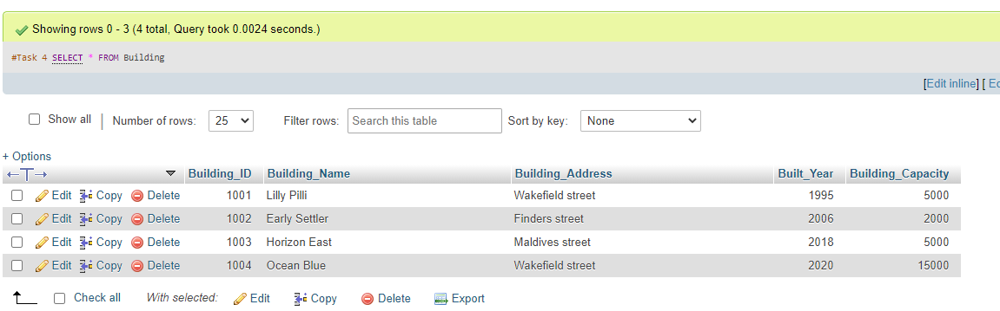 Showing rows 0 - 3 (4 total, Query took 0.0024 seconds.)
#Task 4 SELECT * FROM Building
[Edit inline] [
Show all Number of rows: 25 Filter rows: Search this table Sort by key: None
+ Options
Building_ID Building_Name Building_Address Built_Year Building_Capacity
Edit Copy Delete 1001 Lilly Pilli Wakefield street 1995 5000
Edit Copy Delete 1002 Early Settler Finders street 2006 2000
Edit Copy Delete 1003 Horizon East Maldives street 2018 5000
Edit Copy Delete 1004 Ocean Blue Wakefield street 2020 15000
Check all With selected: Edit Copy Delete Export